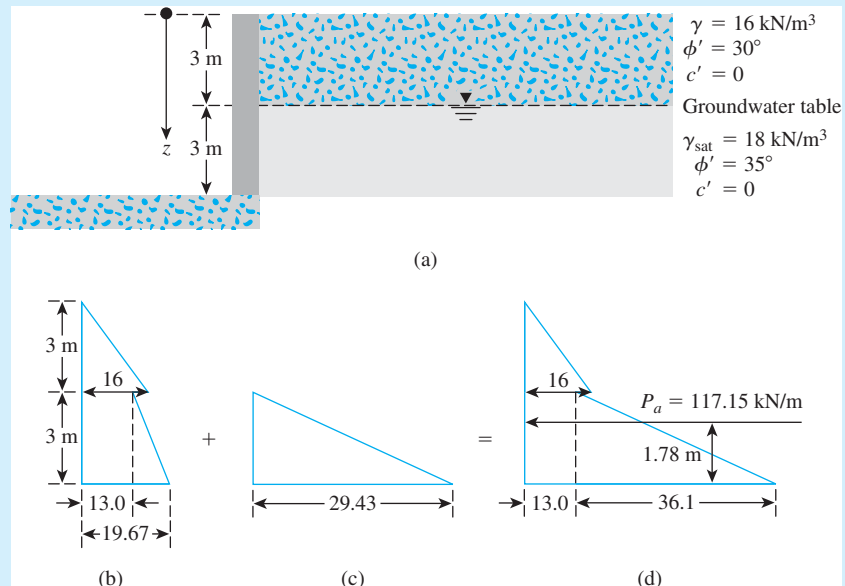 γ = 16 kN/m³
3 m
ϕ′ = 30°
c′ = 0
Groundwater table
z
3 m
γsat = 18 kN/m³
ϕ′ = 35°
c′ = 0
(a)
3 m
16
3 m
13.0
19.67
(b)
+
29.43
(c)
=
16
Pa = 117.15 kN/m
1.78 m
13.0
36.1
(d)